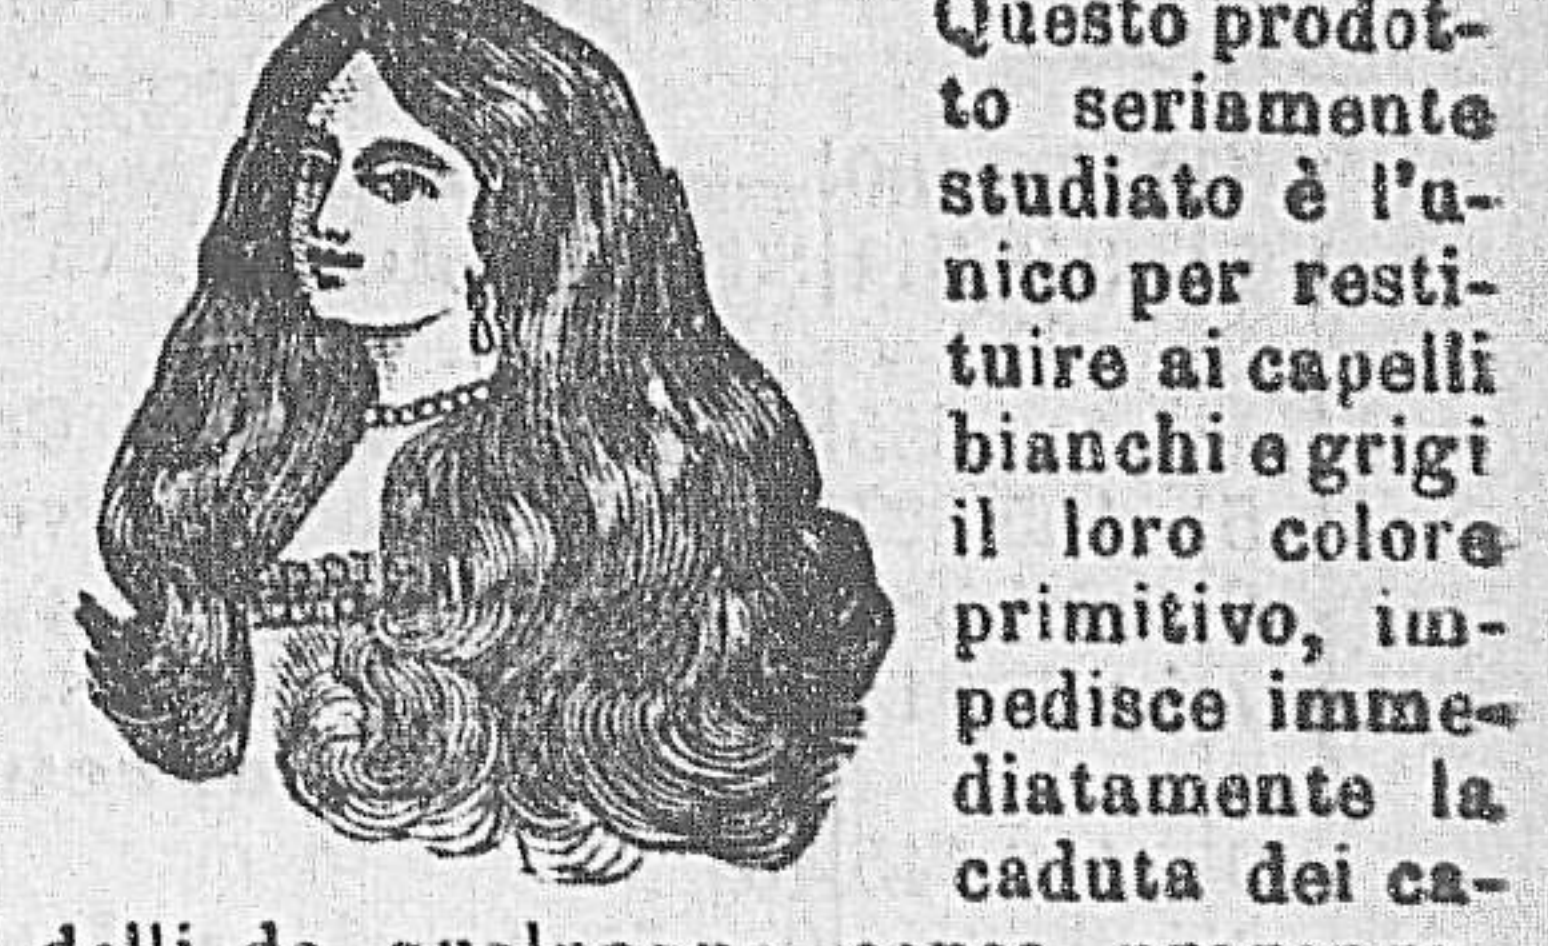 Questo prodot-
to seriamente
studiato è l'u-
nico per resti-
tuire ai capelli
bianchi e grigi
il loro colore
primitivo, im-
pedisce imme-
diatamente la
caduta dei ca-